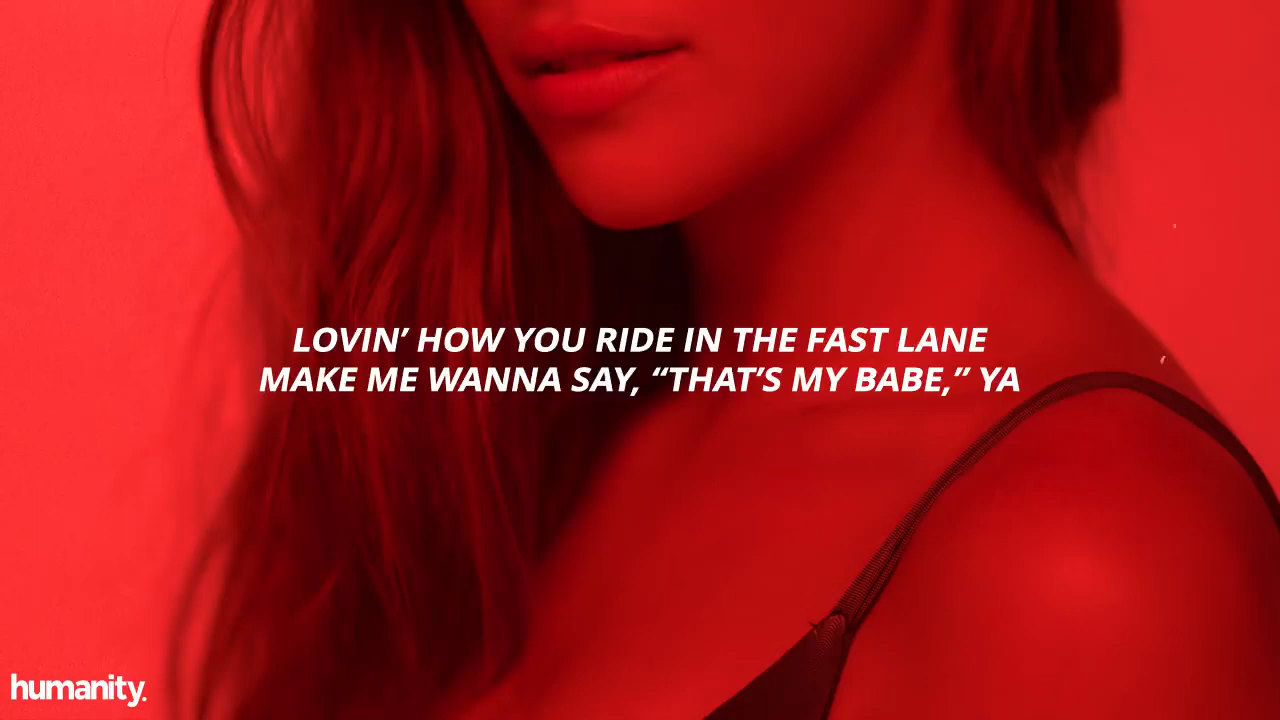 LOVIN’ HOW YOU RIDE IN THE FAST LANE
MAKE ME WANNA SAY, “THAT’S MY BABE,” YA
humanity.